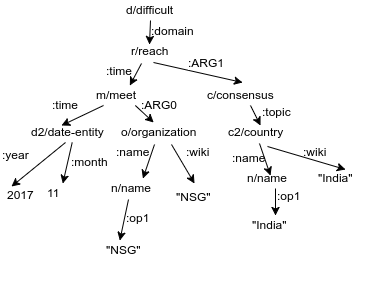 d/difficult
:domain
r/reach
:time
:ARG1
m/meet
c/consensus
:time
:ARG0
:topic
d2/date-entity
o/organization
c2/country
:year
:month
:name
:wiki
:name
:wiki
2017
11
n/name
"NSG"
n/name
"India"
:op1
:op1
"NSG"
"India"